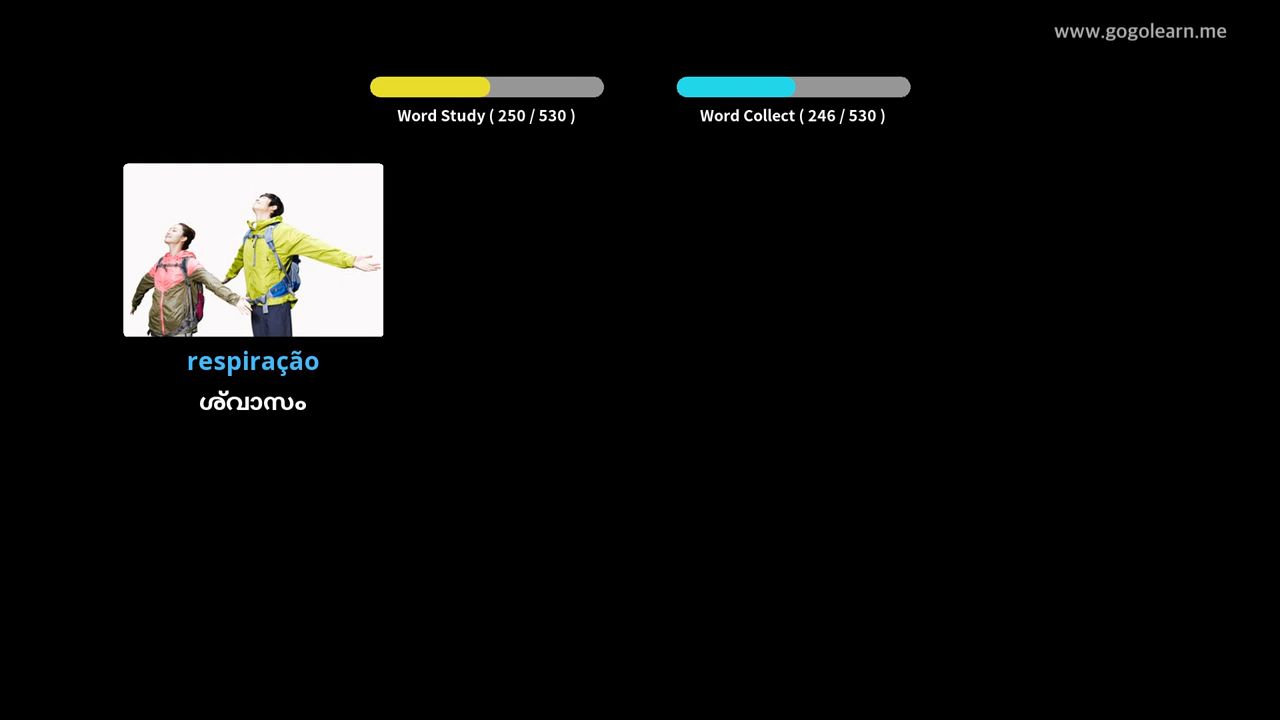 www.gogolearn.me
Word Study ( 250 / 530 )
Word Collect ( 246 / 530 )
respiração
ശ്വാസം